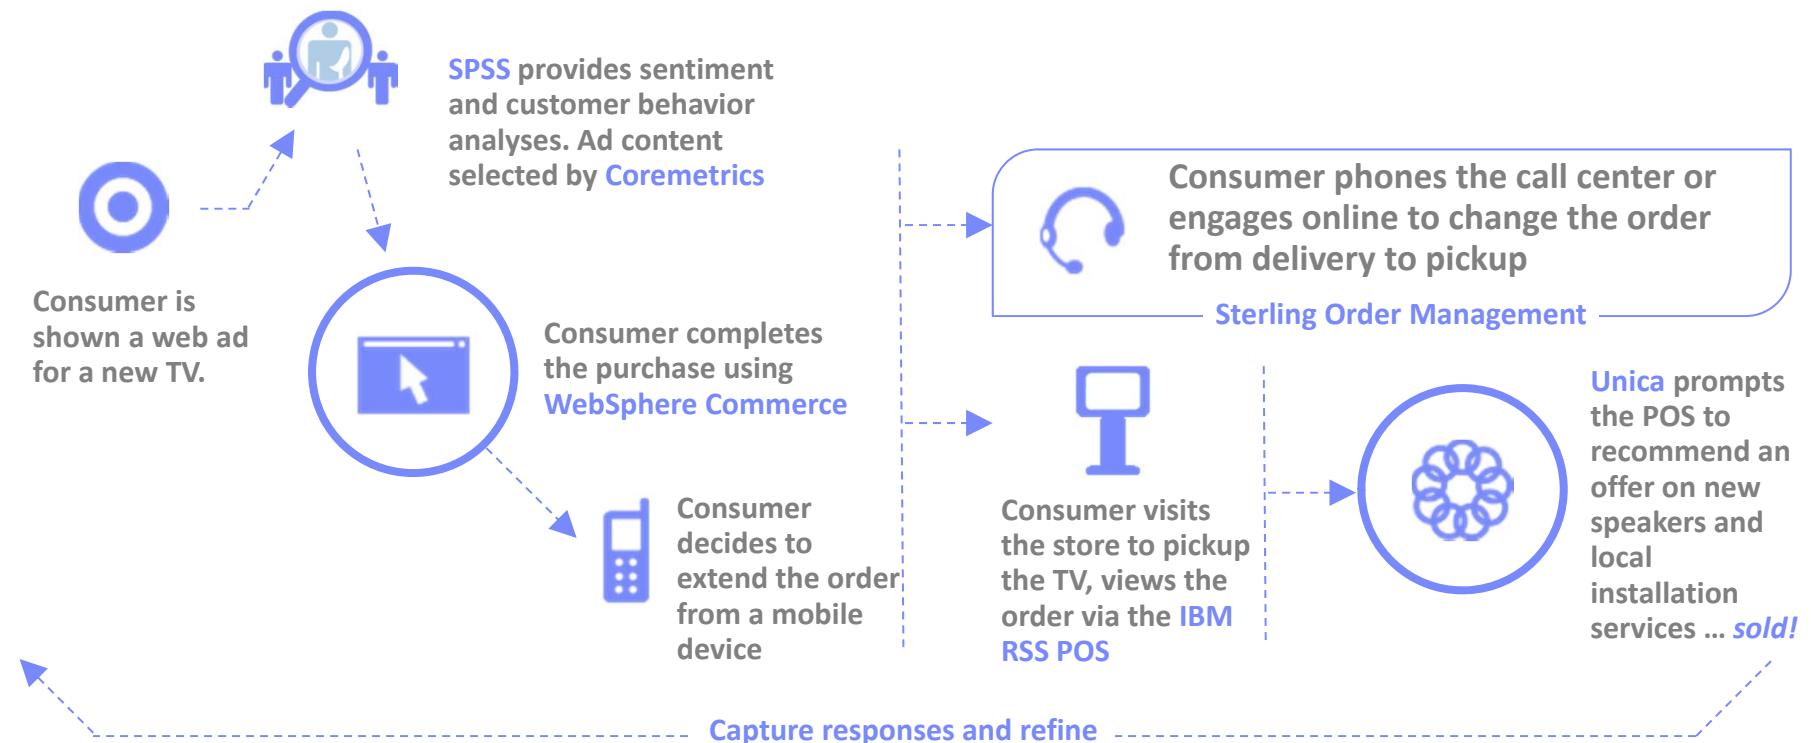 SPSS provides sentiment
and customer behavior
analyses. Ad content
selected by Coremetrics
Consumer is
shown a web ad
for a new TV.
Consumer completes
the purchase using
WebSphere Commerce
Consumer
decides to
extend the order
from a mobile
device
Consumer phones the call center or
engages online to change the order
from delivery to pickup
Sterling Order Management
Consumer visits
the store to pickup
the TV, views the
order via the IBM
RSS POS
Unica prompts
the POS to
recommend an
offer on new
speakers and
local
installation
services ... sold!
Capture responses and refine